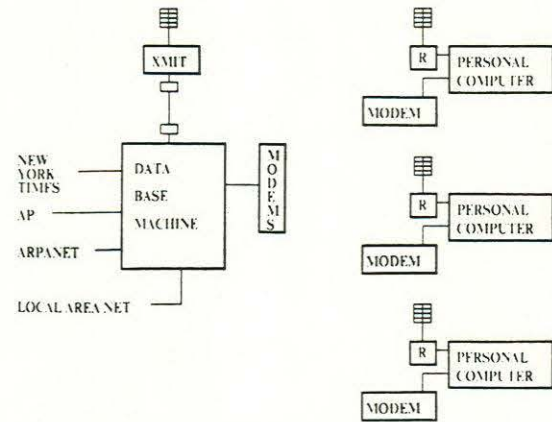 XMIT
NEW
YORK
TIMES
AP
ARPANET
LOCAL AREA NET
DATA
BASE
MACHINE
MODEMS
R
PERSONAL
COMPUTER
MODEM
R
PERSONAL
COMPUTER
MODEM
R
PERSONAL
COMPUTER
MODEM